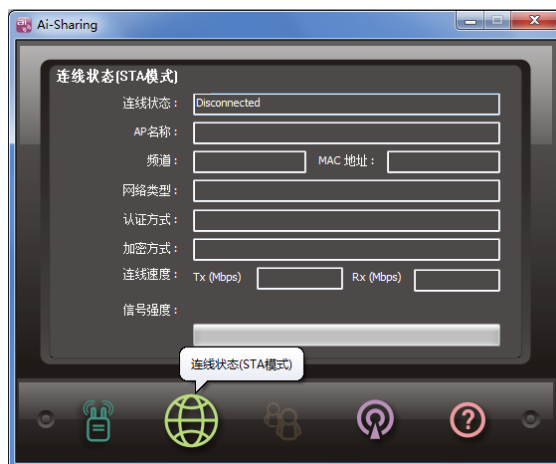 Ai-Sharing
连线状态(STA模式)
连线状态： Disconnected
AP名称：
频道： MAC 地址：
网络类型：
认证方式：
加密方式：
连线速度： Tx (Mbps) Rx (Mbps)
信号强度：
连线状态(STA模式)